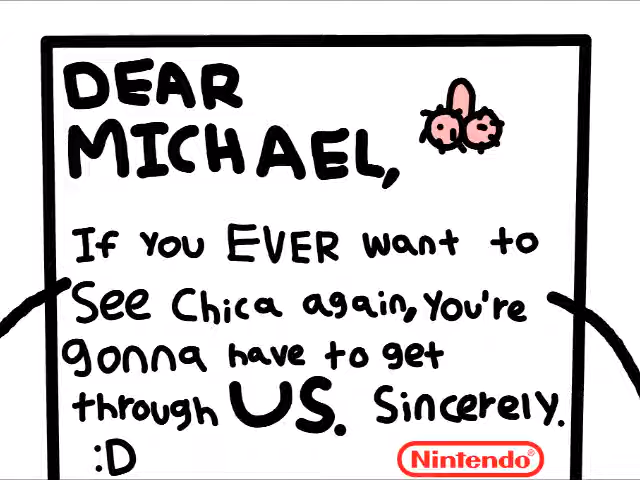 DEAR
MICHAEL,
If you EVER want to
See Chica again, you're
gonna have to get
through US. Sincerely.
:D
Nintendo®